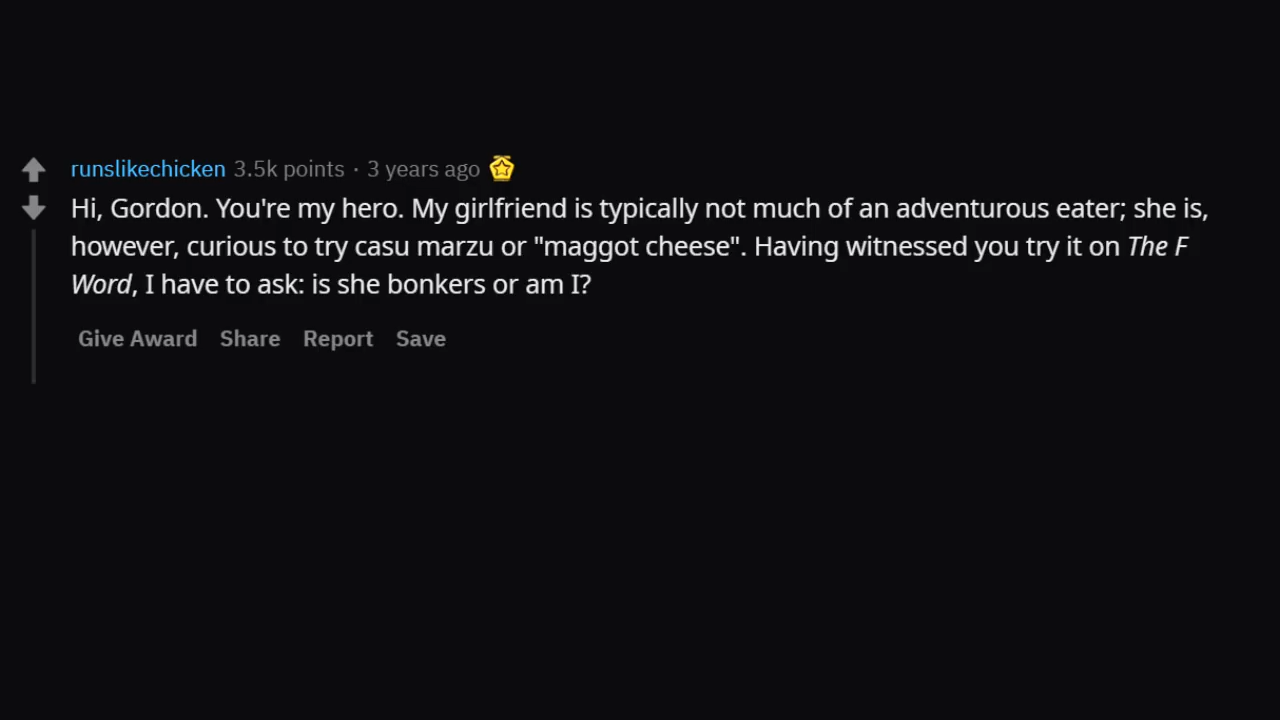 runslikechicken 3.5k points · 3 years ago
Hi, Gordon. You're my hero. My girlfriend is typically not much of an adventurous eater; she is,
however, curious to try casu marzu or "maggot cheese". Having witnessed you try it on The F
Word, I have to ask: is she bonkers or am I?
Give Award Share Report Save